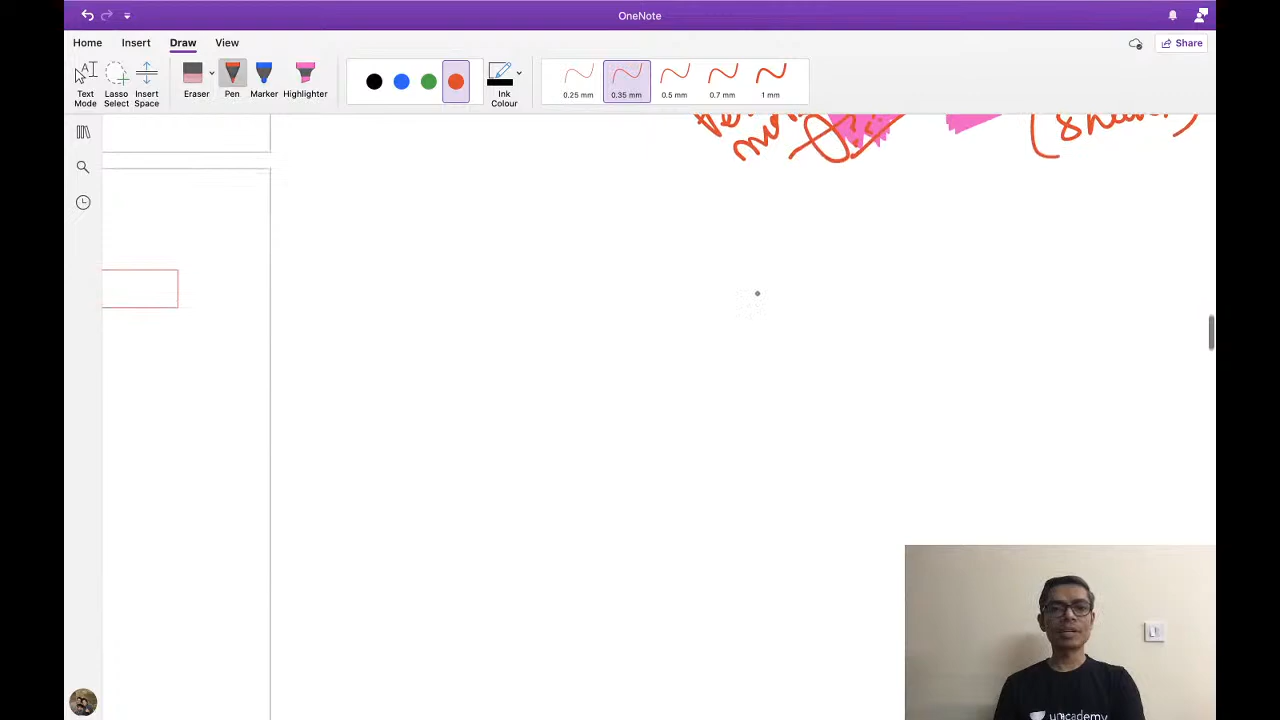 OneNote
Home Insert Draw View
Share
Text Mode
Lasso Select
Insert Space
Eraser
Pen
Marker
Highlighter
Ink Colour
0.25 mm
0.35 mm
0.5 mm
0.7 mm
1 mm
unacademy